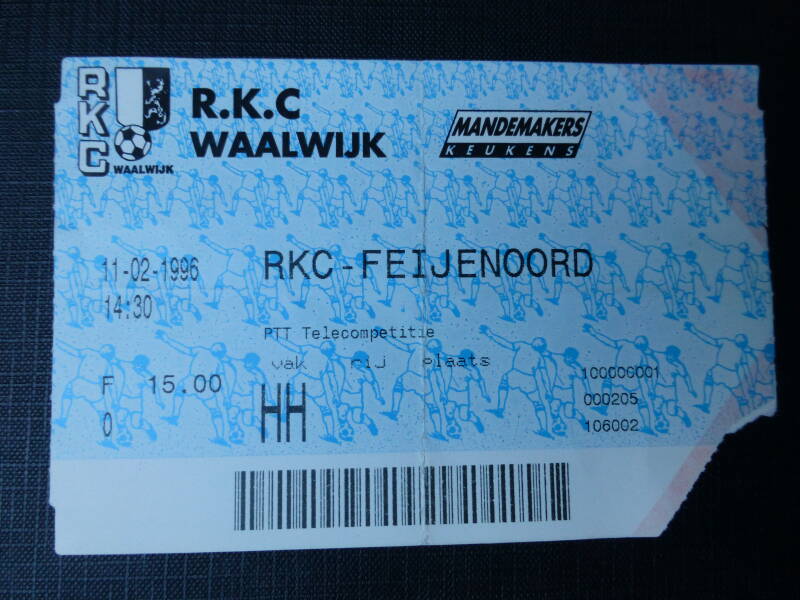 RKC
WAALWIJK
R.K.C
WAALWIJK
MANDEMAKERS
KEUKENS
11-02-1996
14:30
RKC-FEIJENOORD
PTT Telecompetitie
vak rij plaats
F 15.00
0
HH
100000001
000205
106002